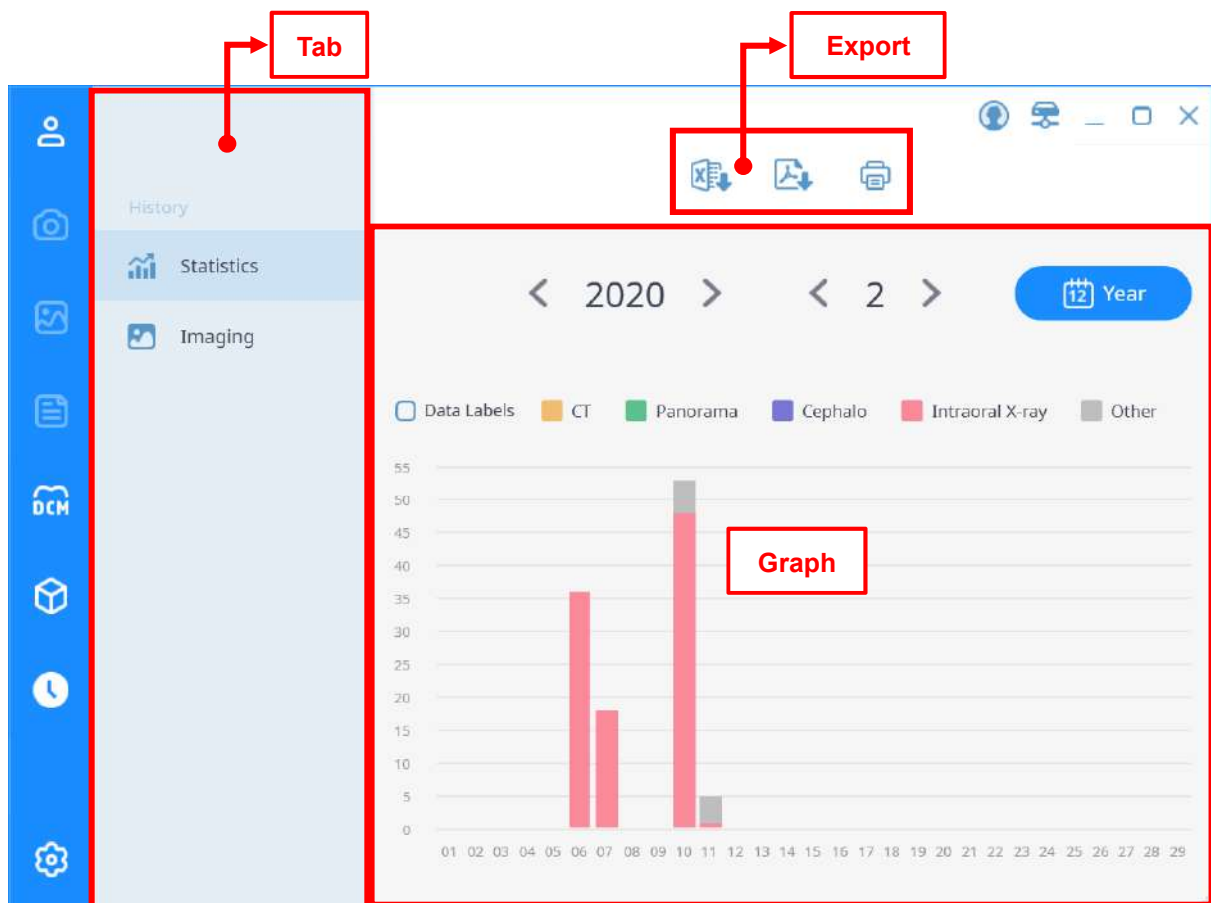 Tab
Export
History
Statistics
Imaging
DCM
2020
2
12 Year
Data Labels CT Panorama Cephalo Intraoral X-ray Other
Graph
55
50
45
40
35
30
25
20
15
10
5
0
01 02 03 04 05 06 07 08 09 10 11 12 13 14 15 16 17 18 19 20 21 22 23 24 25 26 27 28 29